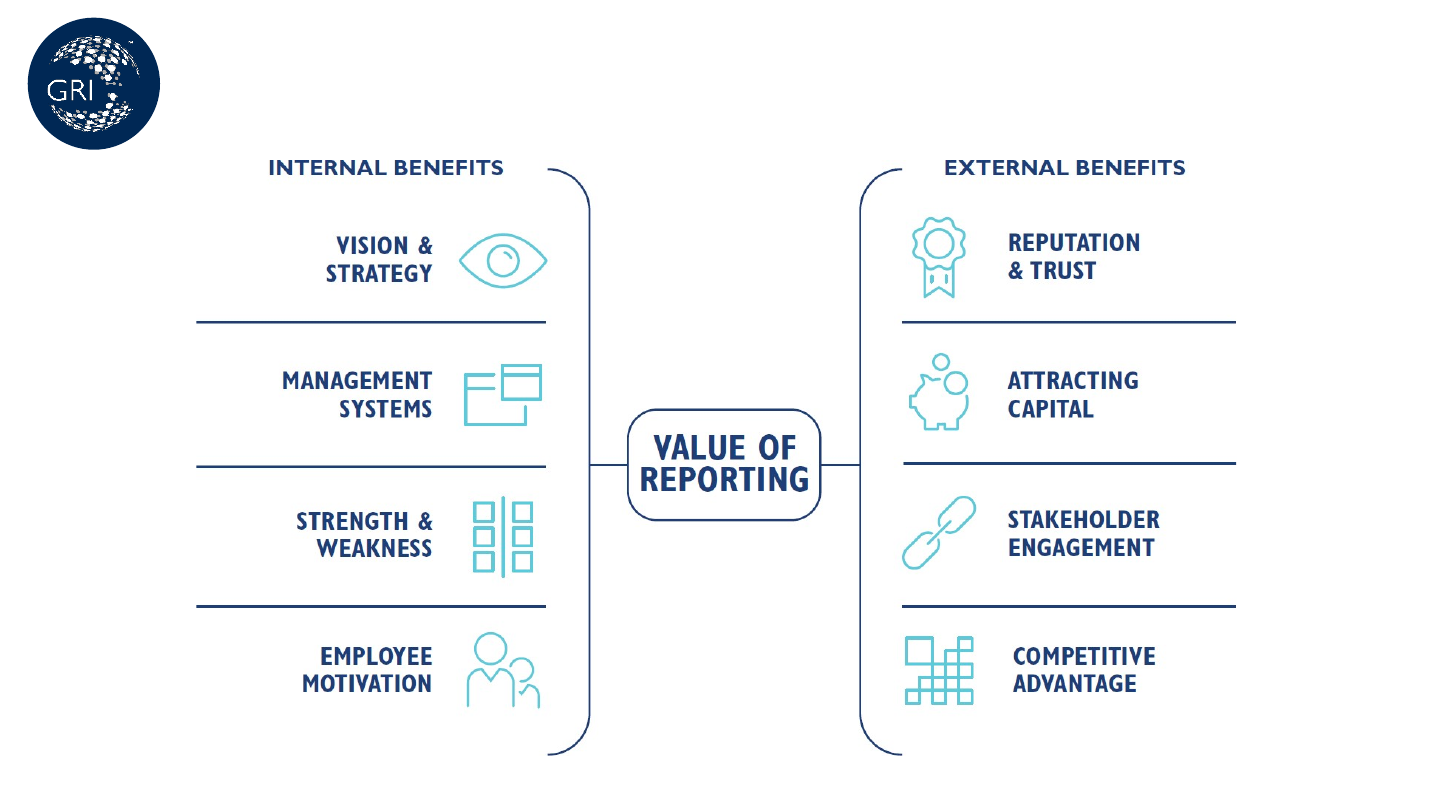 GRI
INTERNAL BENEFITS
VISION &
STRATEGY
MANAGEMENT
SYSTEMS
STRENGTH &
WEAKNESS
EMPLOYEE
MOTIVATION
VALUE OF
REPORTING
EXTERNAL BENEFITS
REPUTATION
& TRUST
ATTRACTING
CAPITAL
STAKEHOLDER
ENGAGEMENT
COMPETITIVE
ADVANTAGE